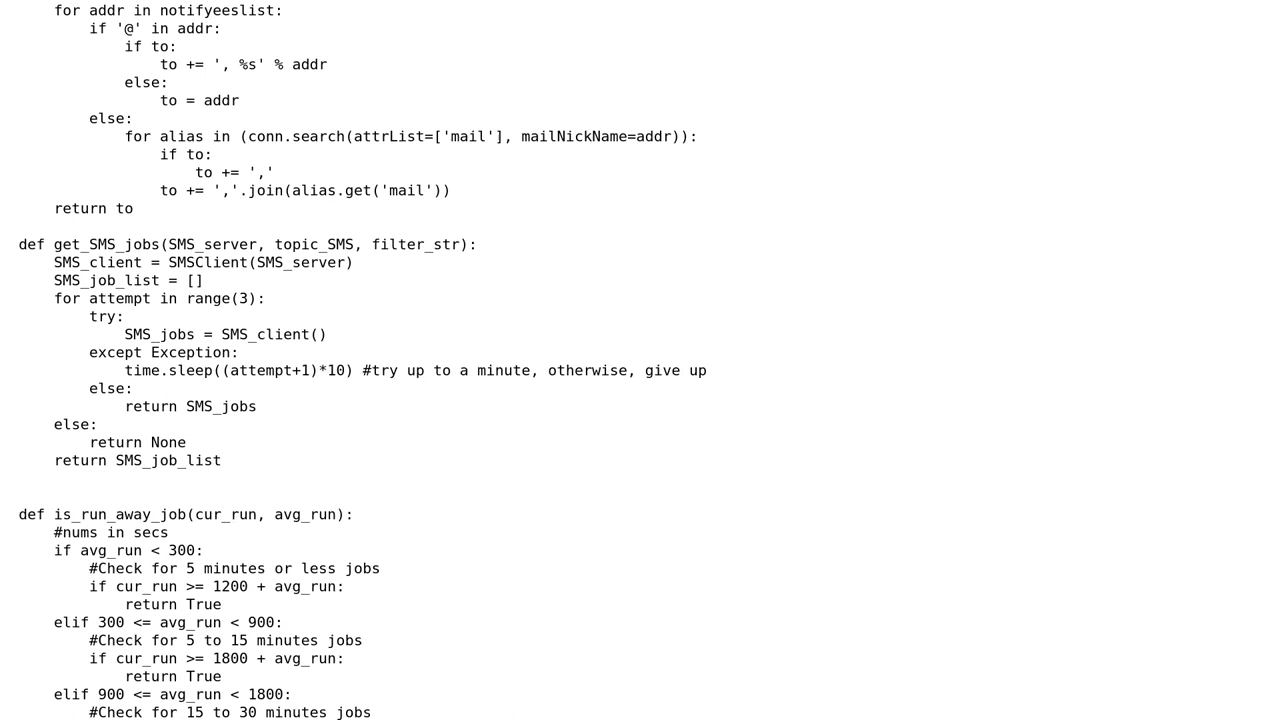 for addr in notifyeeslist:
if '@' in addr:
if to:
to += ', %s' % addr
else:
to = addr
else:
for alias in (conn.search(attrList=['mail'], mailNickName=addr)):
if to:
to += ','
to += ','.join(alias.get('mail'))
return to
def get_SMS_jobs(SMS_server, topic_SMS, filter_str):
SMS_client = SMSClient(SMS_server)
SMS_job_list = []
for attempt in range(3):
try:
SMS_jobs = SMS_client()
except Exception:
time.sleep((attempt+1)*10) #try up to a minute, otherwise, give up
else:
return SMS_jobs
else:
return None
return SMS_job_list
def is_run_away_job(cur_run, avg_run):
#nums in secs
if avg_run < 300:
#Check for 5 minutes or less jobs
if cur_run >= 1200 + avg_run:
return True
elif 300 <= avg_run < 900:
#Check for 5 to 15 minutes jobs
if cur_run >= 1800 + avg_run:
return True
elif 900 <= avg_run < 1800:
#Check for 15 to 30 minutes jobs